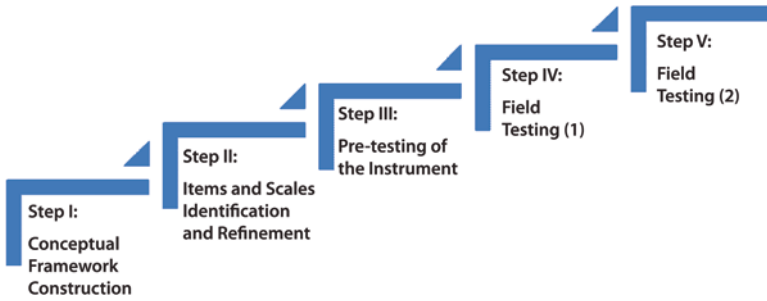 Step I:
Conceptual
Framework
Construction
Step II:
Items and Scales
Identification
and Refinement
Step III:
Pre-testing of
the Instrument
Step IV:
Field
Testing (1)
Step V:
Field
Testing (2)